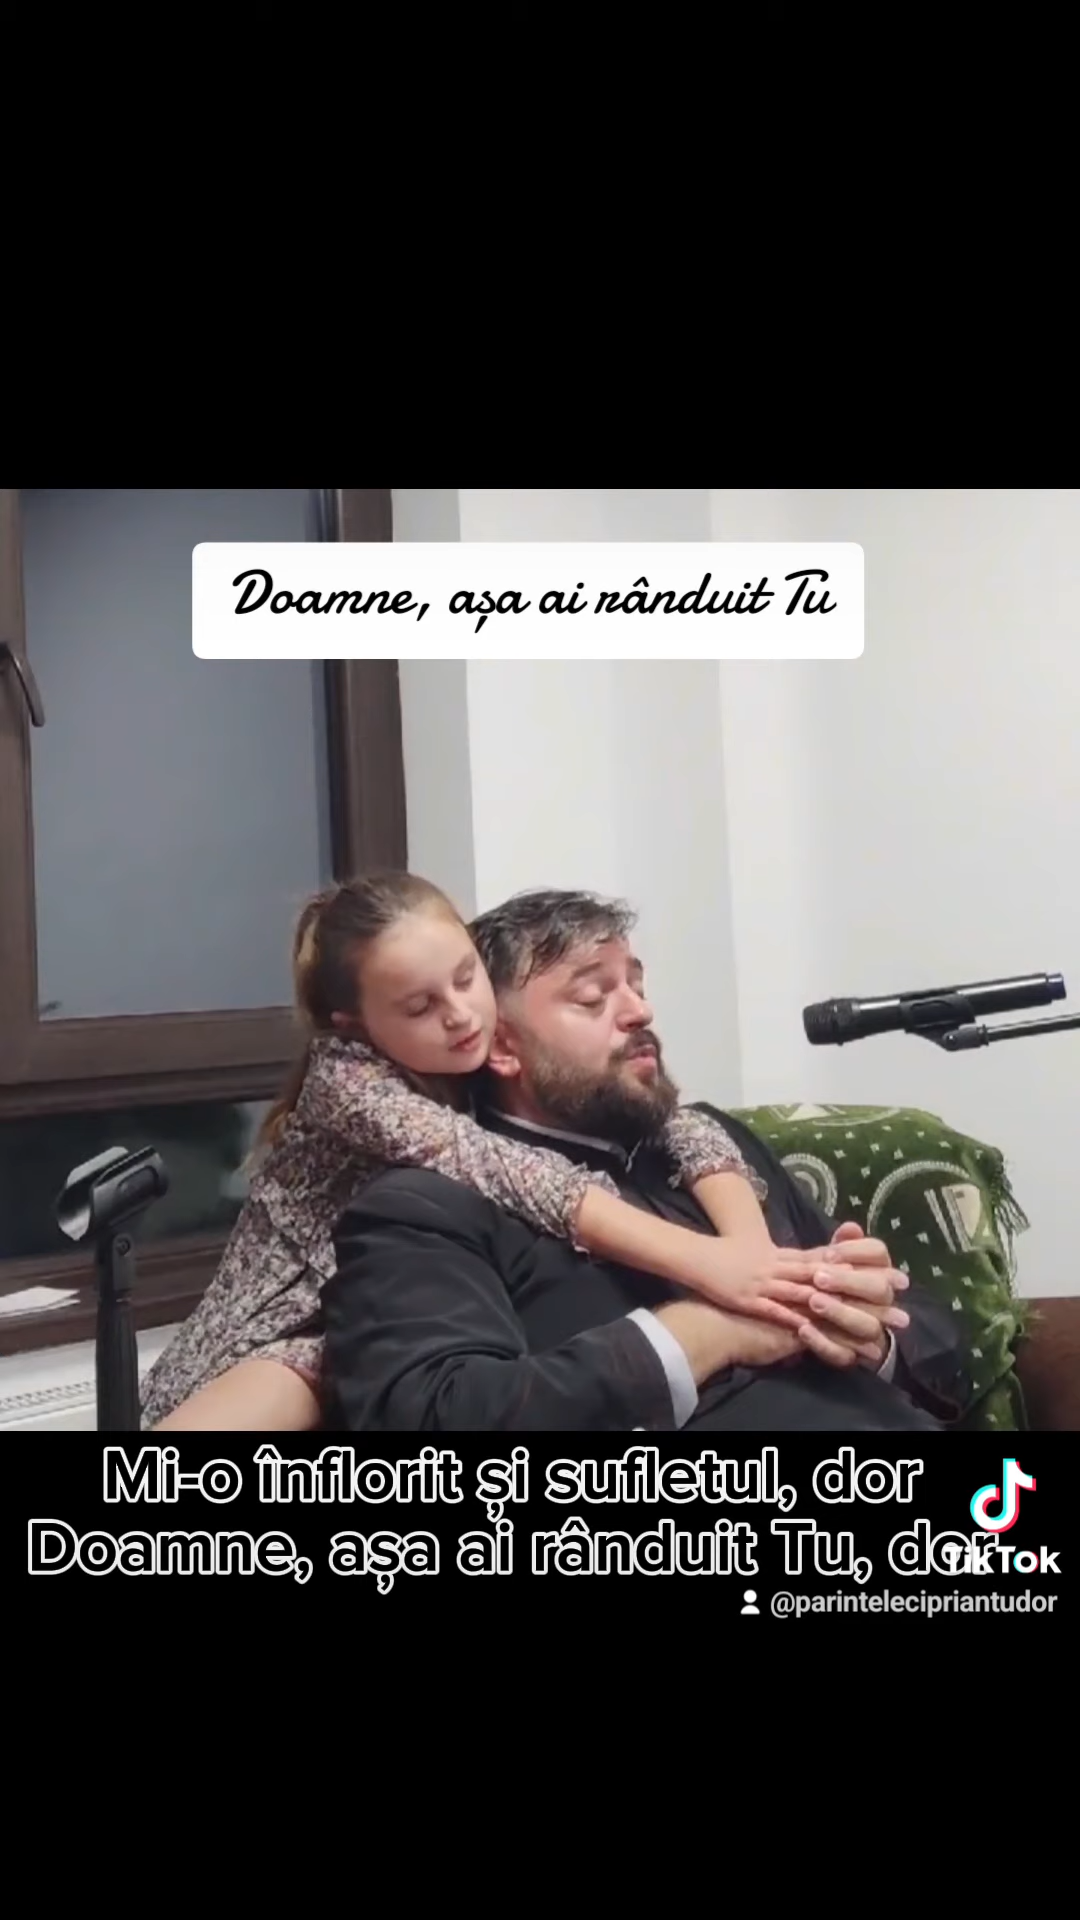 Doamne, așa ai rânduit Tu
Mi-o înflorit și sufletul, dor
Doamne, așa ai rânduit Tu, dor
TikTok
@parintelecipriantudor